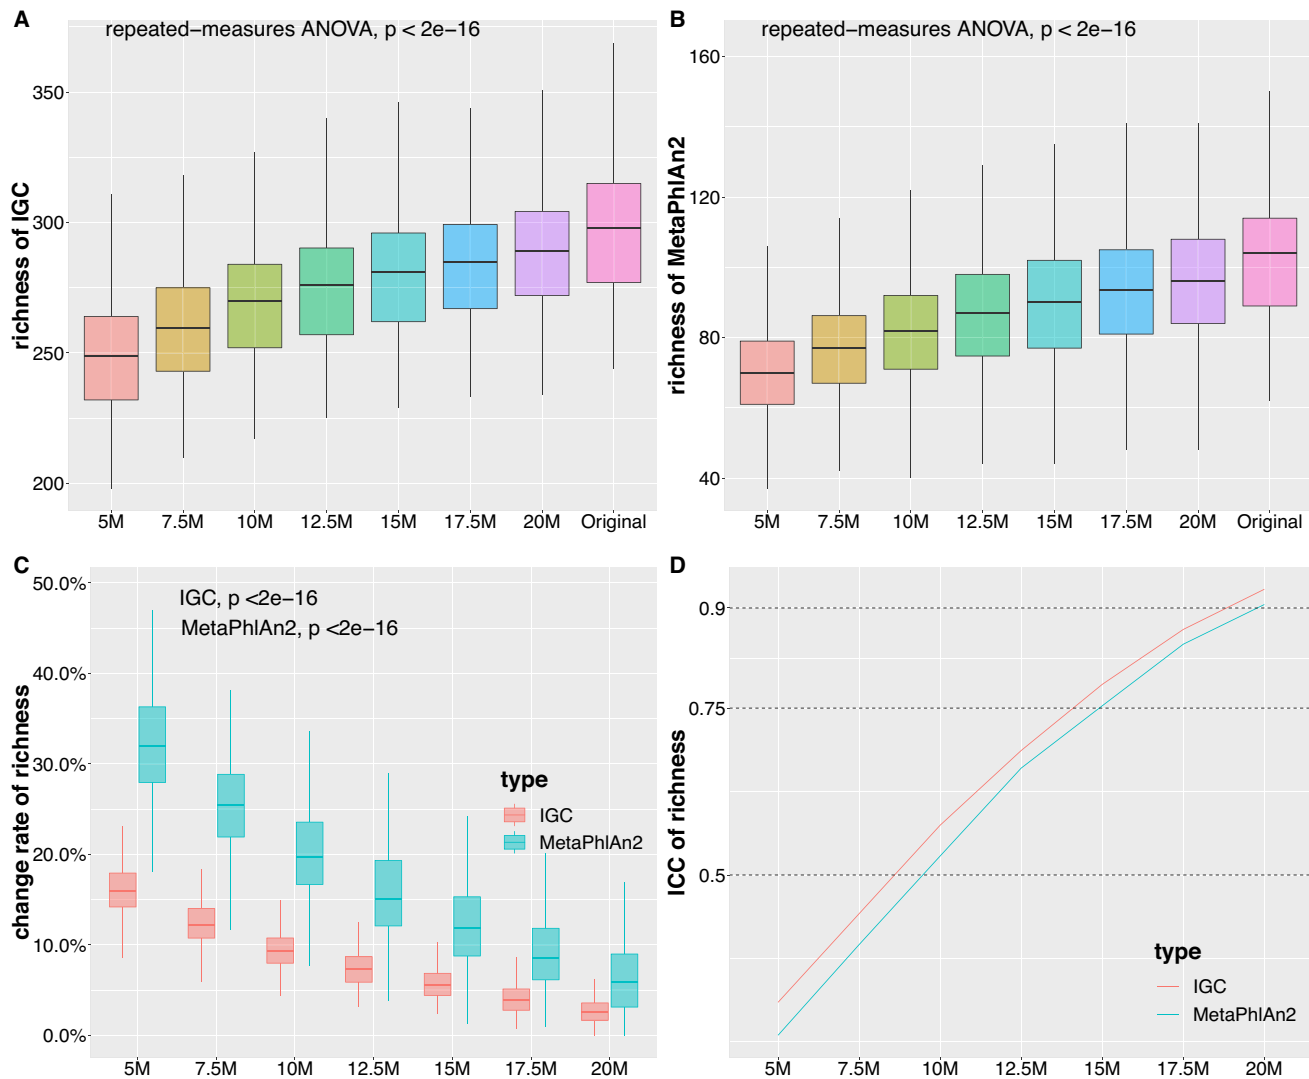 A
repeated-measures ANOVA, p < 2e-16
richness of IGC
350
300
250
200
5M 7.5M 10M 12.5M 15M 17.5M 20M Original
B
repeated-measures ANOVA, p < 2e-16
richness of MetaPhlAn2
160
120
80
40
5M 7.5M 10M 12.5M 15M 17.5M 20M Original
C
IGC, p <2e-16
MetaPhlAn2, p <2e-16
change rate of richness
50.0%
40.0%
30.0%
20.0%
10.0%
0.0%
type
IGC
MetaPhlAn2
5M 7.5M 10M 12.5M 15M 17.5M 20M
D
ICC of richness
0.9
0.75
0.5
type
IGC
MetaPhlAn2
5M 7.5M 10M 12.5M 15M 17.5M 20M